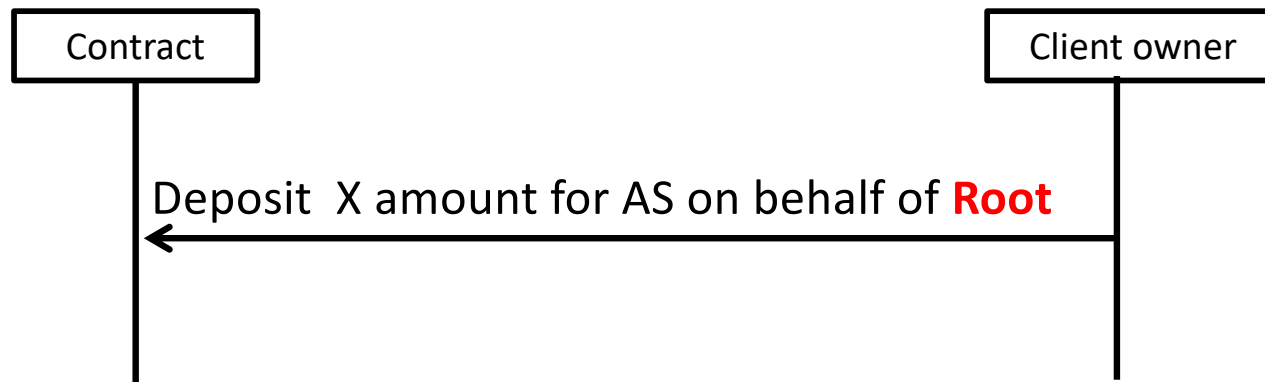 Contract
Client owner
Deposit  X amount for AS on behalf of Root